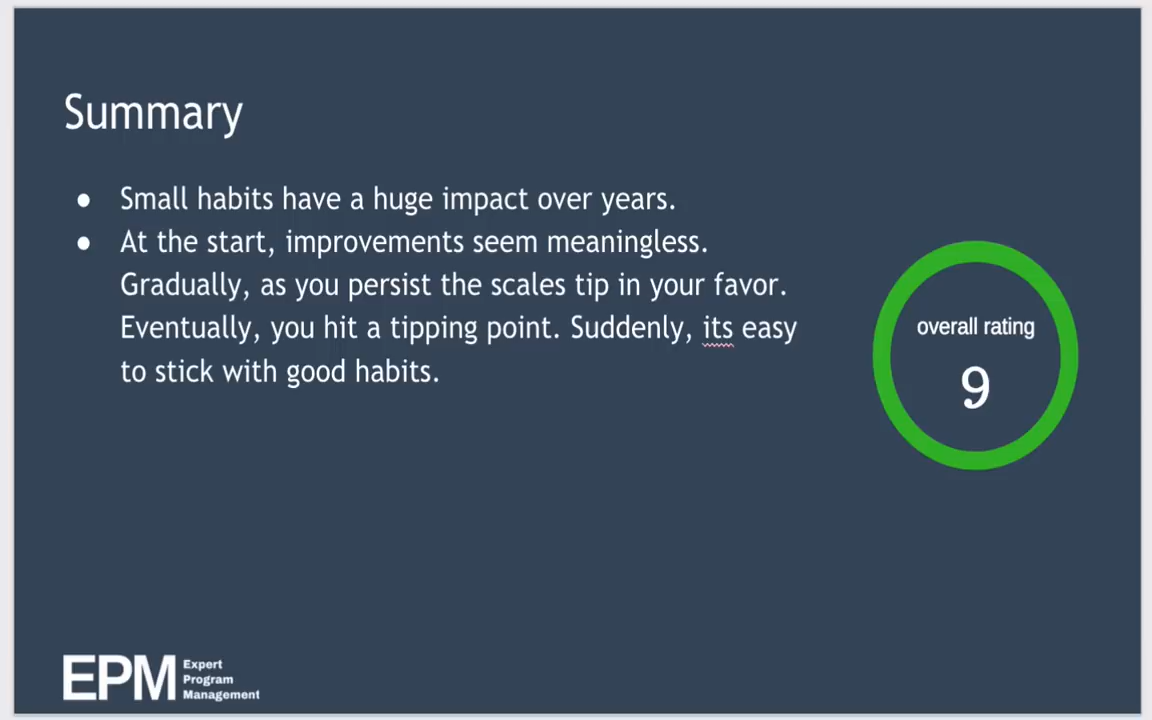 Summary
● Small habits have a huge impact over years.
● At the start, improvements seem meaningless.
Gradually, as you persist the scales tip in your favor.
Eventually, you hit a tipping point. Suddenly, its easy
to stick with good habits.
overall rating
9
EPM Expert
Program
Management